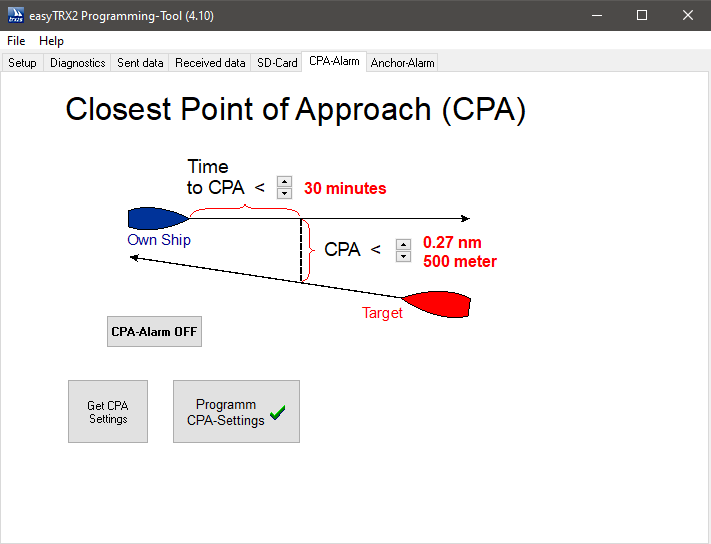 easyTRX2 Programming-Tool (4.10)
File Help
Setup Diagnostics Sent data Received data SD-Card CPA-Alarm Anchor-Alarm
Closest Point of Approach (CPA)
Time
to CPA < 30 minutes
Own Ship
CPA < 0.27 nm
500 meter
Target
CPA-Alarm OFF
Get CPA
Settings
Programm
CPA-Settings